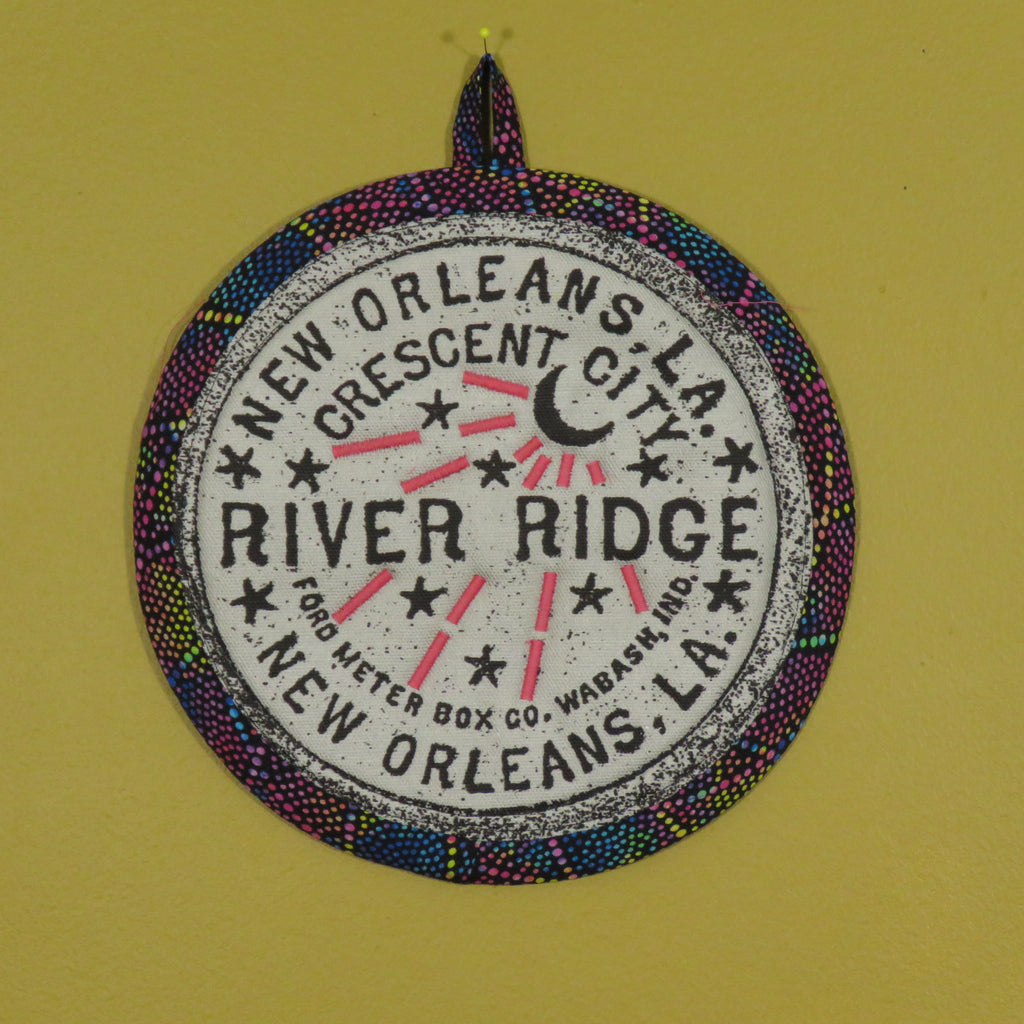 NEW ORLEANS, LA.
CRESCENT CITY
RIVER RIDGE
FORD METER BOX CO. WABASH, IND.
NEW ORLEANS, LA.